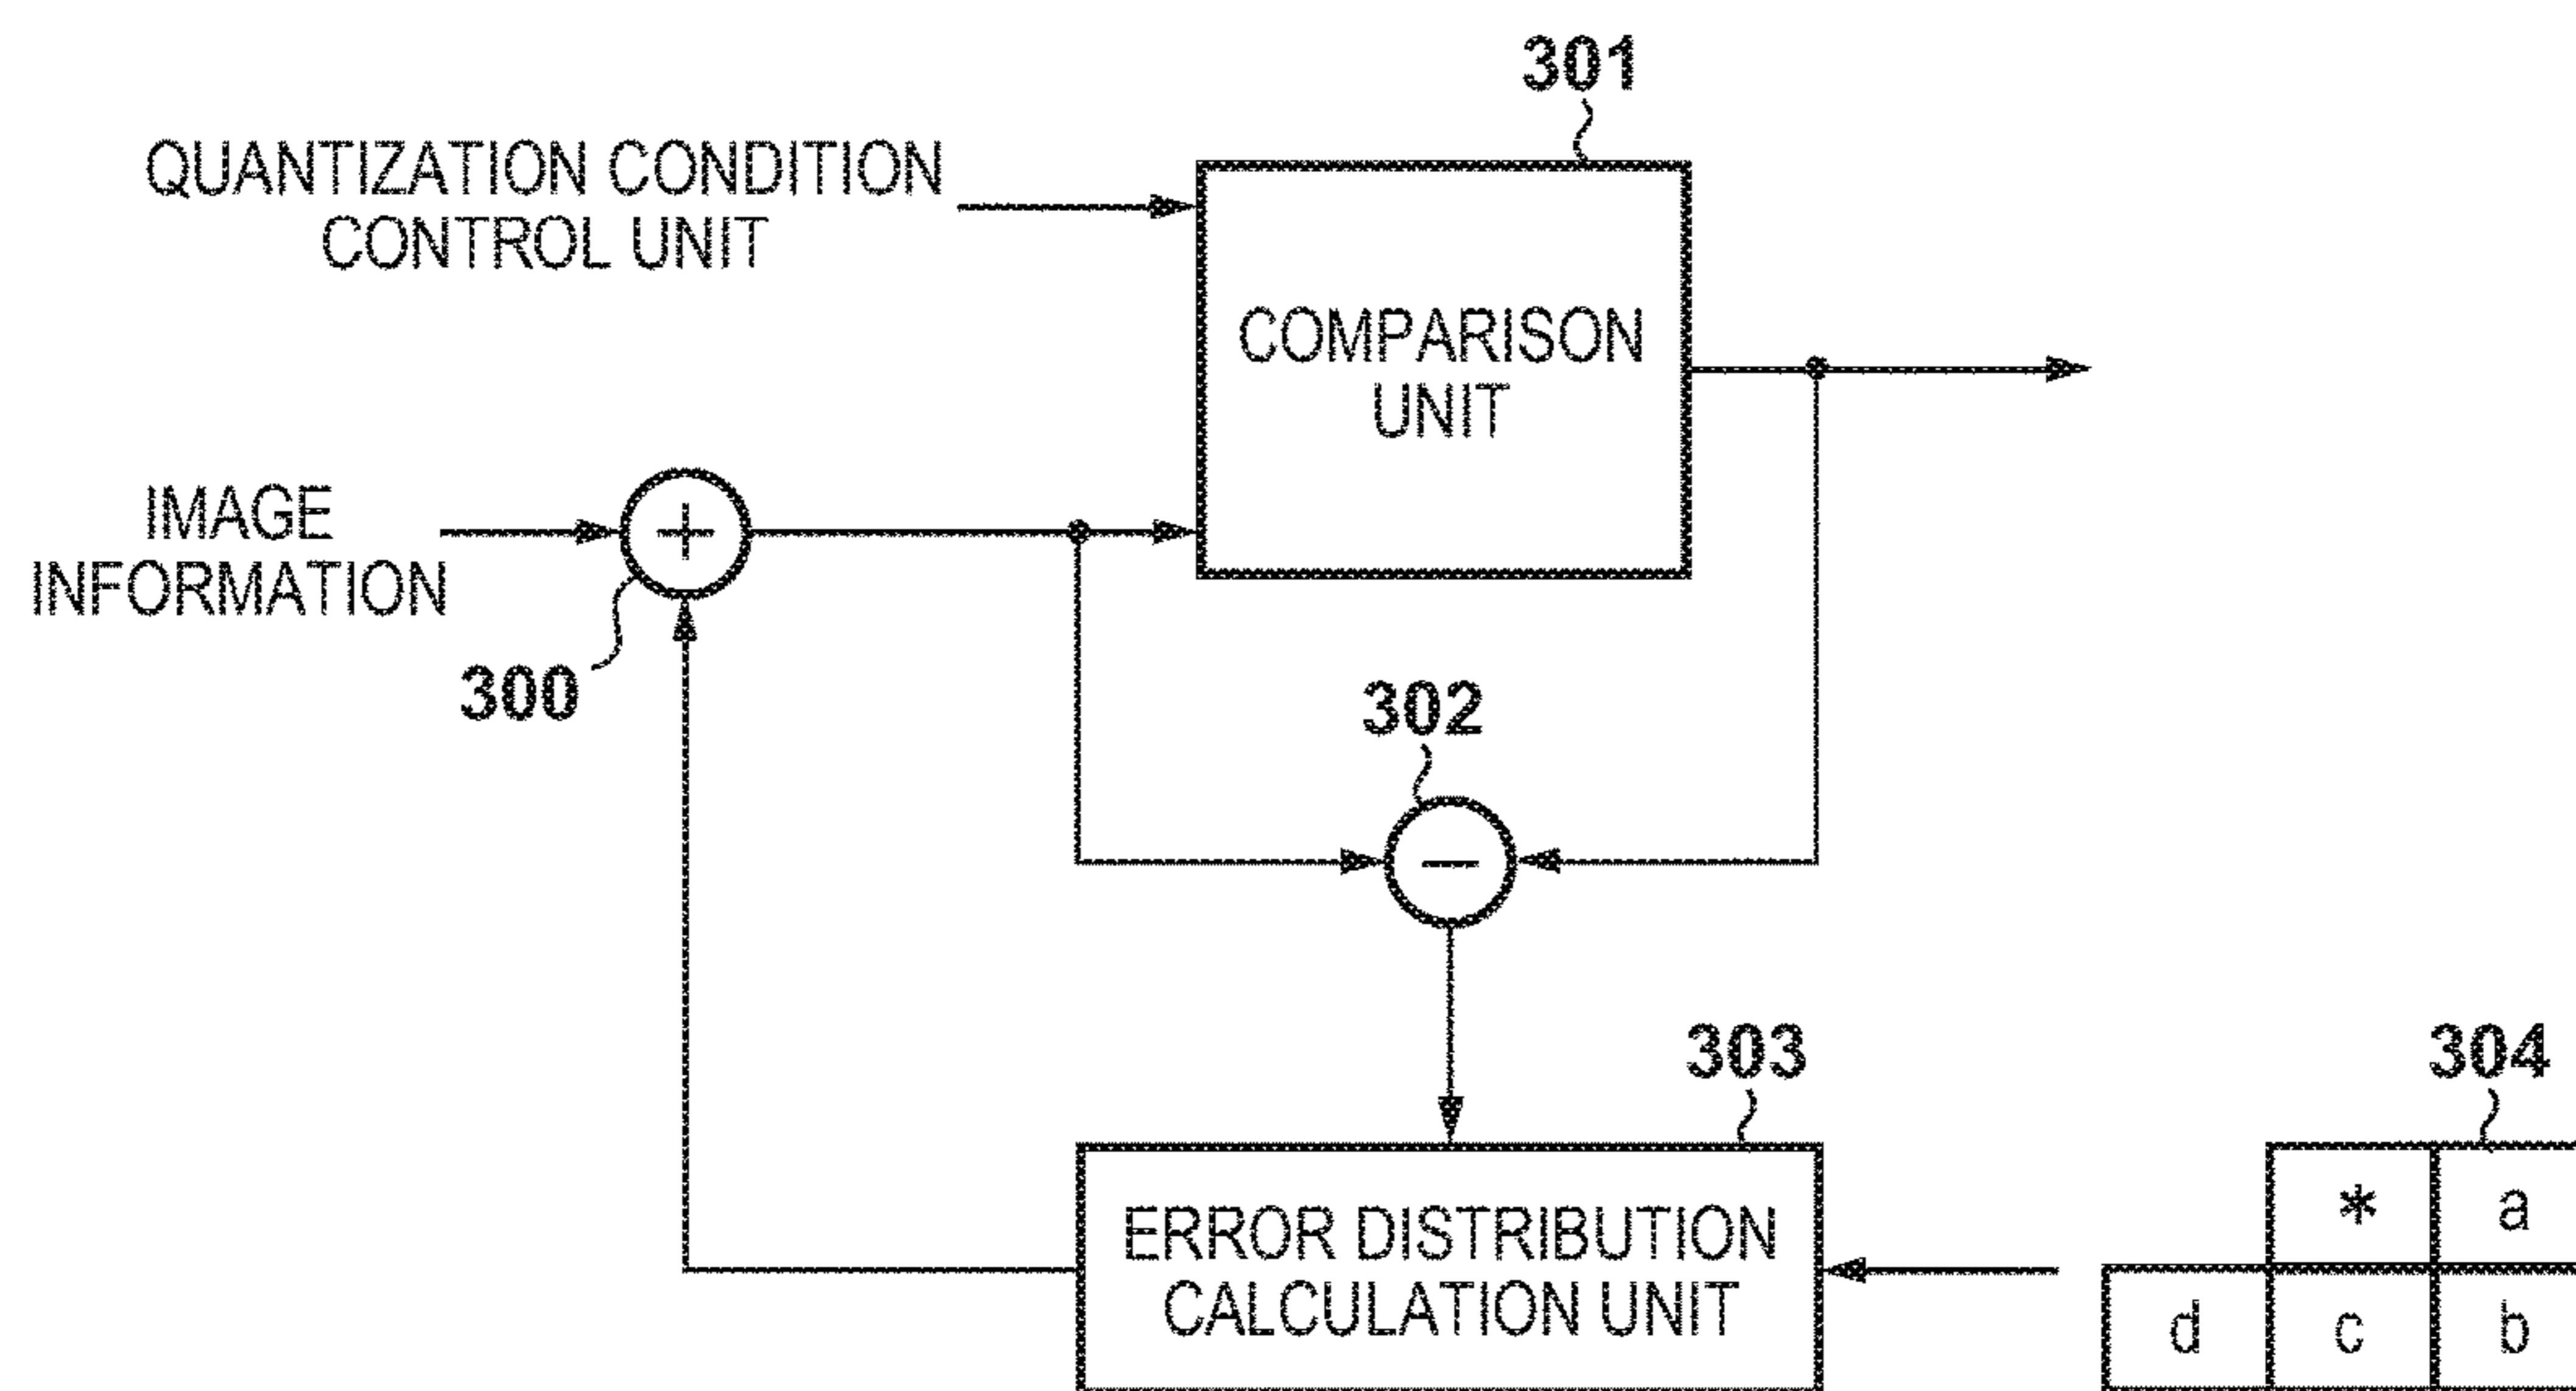 301
QUANTIZATION CONDITION
CONTROL UNIT
COMPARISON
UNIT
IMAGE
INFORMATION
+
300
302
−
303
304
ERROR DISTRIBUTION
CALCULATION UNIT
* a
d c b